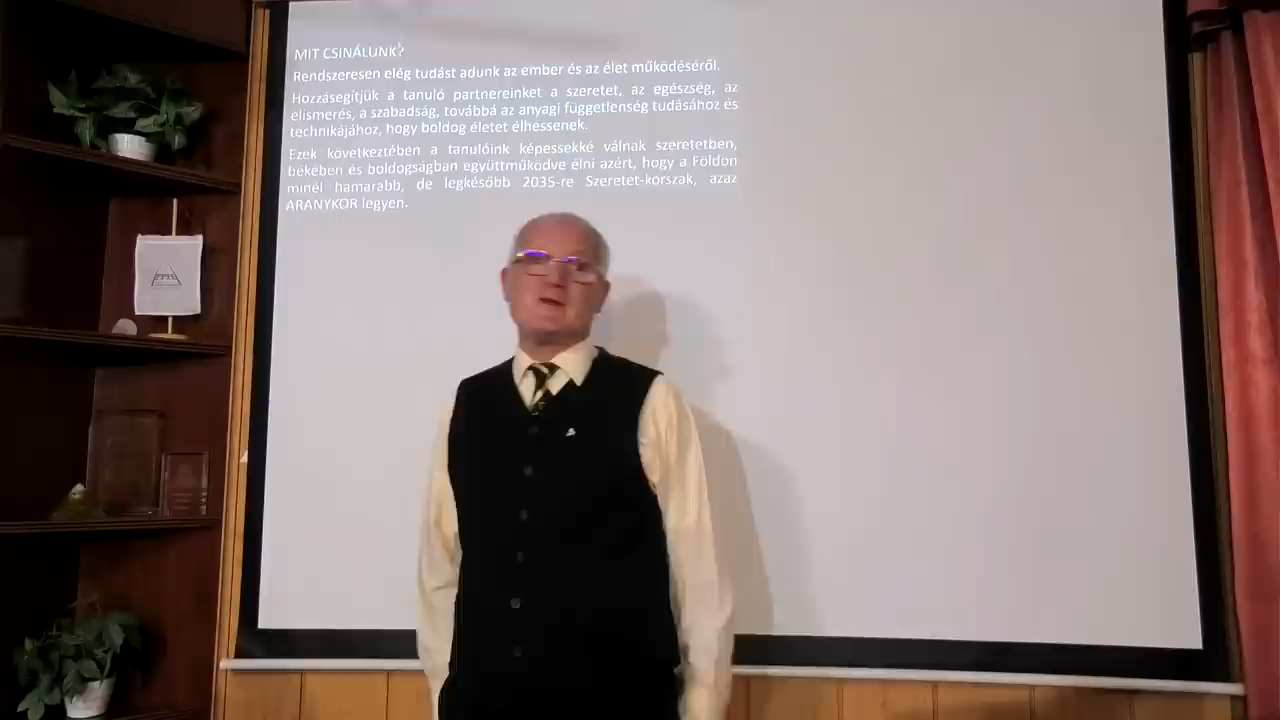 MIT CSINÁLUNK?
Rendszeresen elég tudást adunk az ember és az élet működéséről.
Hozzásegítjük a tanuló partnereinket a szeretet, az egészség, az
elismerés, a szabadság, továbbá az anyagi függetlenség tudásához és
technikájához, hogy boldog életet élhessenek.
Ezek következtében a tanulóink képessekké válnak szeretetben,
békében és boldogságban együttműködve élni azért, hogy a Földön
minél hamarabb, de legkésőbb 2035-re Szeretet-korszak, azaz
ARANYKOR legyen.